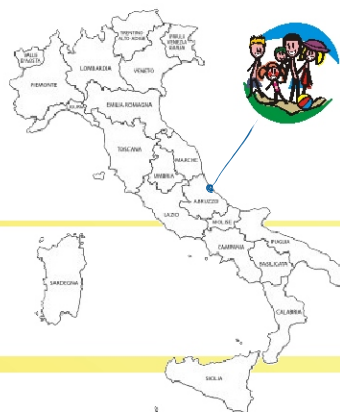 TRENTINO
ALTO ADIGE
FRIULI
VENEZIA
GIULIA
VALLE
D'AOSTA
LOMBARDIA
VENETO
PIEMONTE
EMILIA-ROMAGNA
TOSCANA
MARCHE
UMBRIA
ABRUZZO
LAZIO
MOLISE
CAMPANIA
PUGLIA
BASILICATA
SARDEGNA
CALABRIA
SICILIA